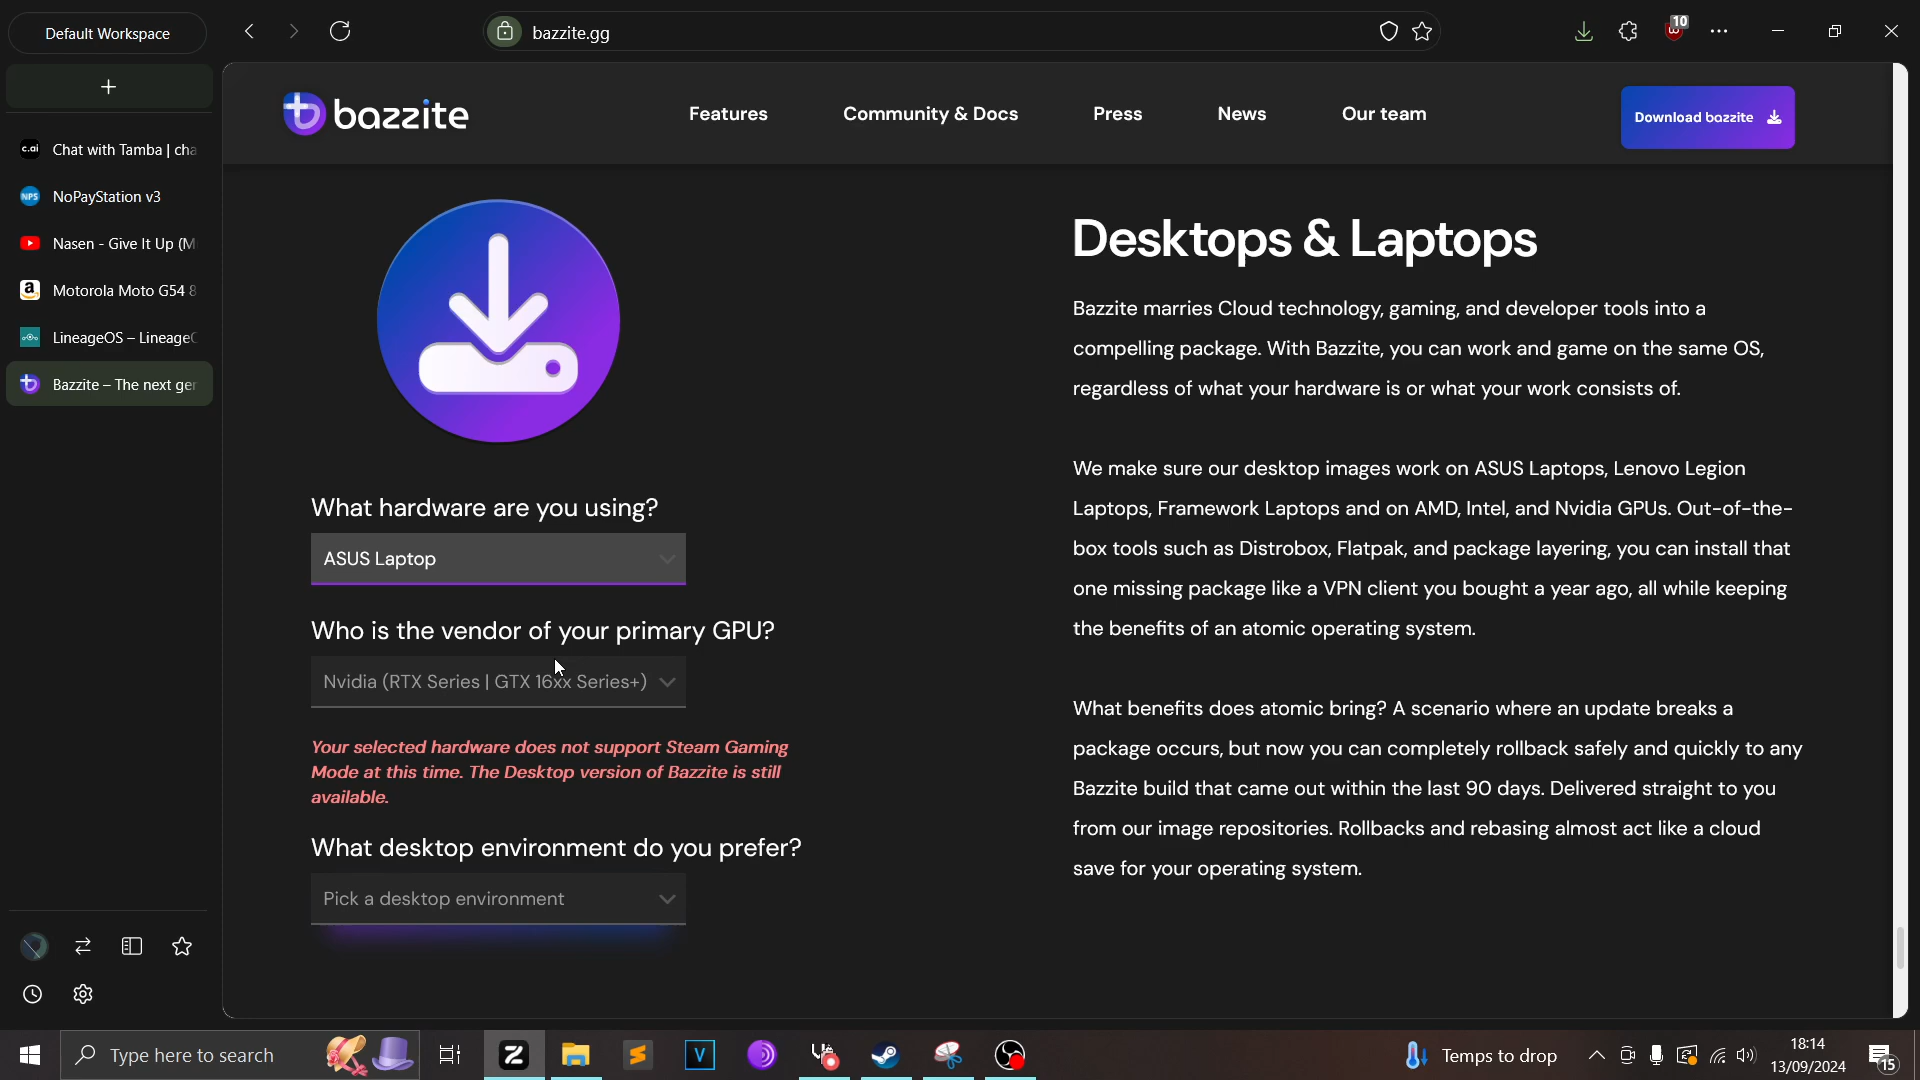 Default Workspace
bazzite.gg
10
Chat with Tamba | cha
NoPayStation v3
Nasen - Give It Up (M
Motorola Moto G54 8
LineageOS – LineageO
Bazzite – The next ger
c.ai
NPS
bazzite
Features
Community & Docs
Press
News
Our team
Download bazzite
What hardware are you using?
ASUS Laptop
Who is the vendor of your primary GPU?
Nvidia (RTX Series | GTX 16xx Series+)
Your selected hardware does not support Steam Gaming
Mode at this time. The Desktop version of Bazzite is still
available.
What desktop environment do you prefer?
Pick a desktop environment
Desktops & Laptops
Bazzite marries Cloud technology, gaming, and developer tools into a
compelling package. With Bazzite, you can work and game on the same OS,
regardless of what your hardware is or what your work consists of.
We make sure our desktop images work on ASUS Laptops, Lenovo Legion
Laptops, Framework Laptops and on AMD, Intel, and Nvidia GPUs. Out-of-the-
box tools such as Distrobox, Flatpak, and package layering, you can install that
one missing package like a VPN client you bought a year ago, all while keeping
the benefits of an atomic operating system.
What benefits does atomic bring? A scenario where an update breaks a
package occurs, but now you can completely rollback safely and quickly to any
Bazzite build that came out within the last 90 days. Delivered straight to you
from our image repositories. Rollbacks and rebasing almost act like a cloud
save for your operating system.
Type here to search
Temps to drop
18:14
13/09/2024
15